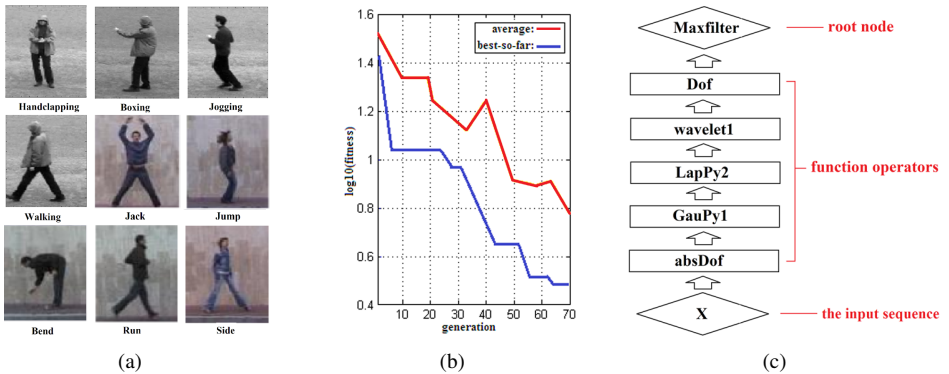 Handclapping Boxing Jogging
Walking Jack Jump
Bend Run Side
(a)
1.6
1.4
1.2
1
0.8
0.6
0.4
log10(fitness)
average:
best-so-far:
10 20 30 40 50 60 70
generation
(b)
Maxfilter
root node
Dof
wavelet1
LapPy2
function operators
GauPy1
absDof
X
the input sequence
(c)